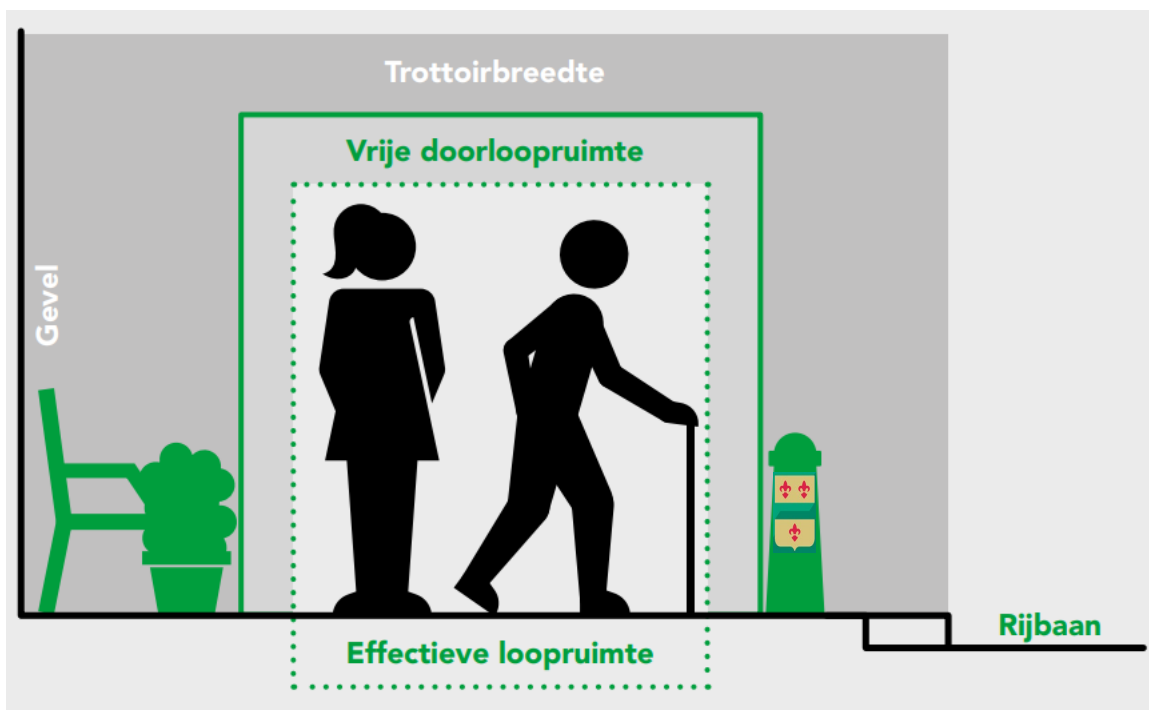 Trottoirbreedte
Vrije doorloopruimte
Gevel
Effectieve loopruimte
Rijbaan